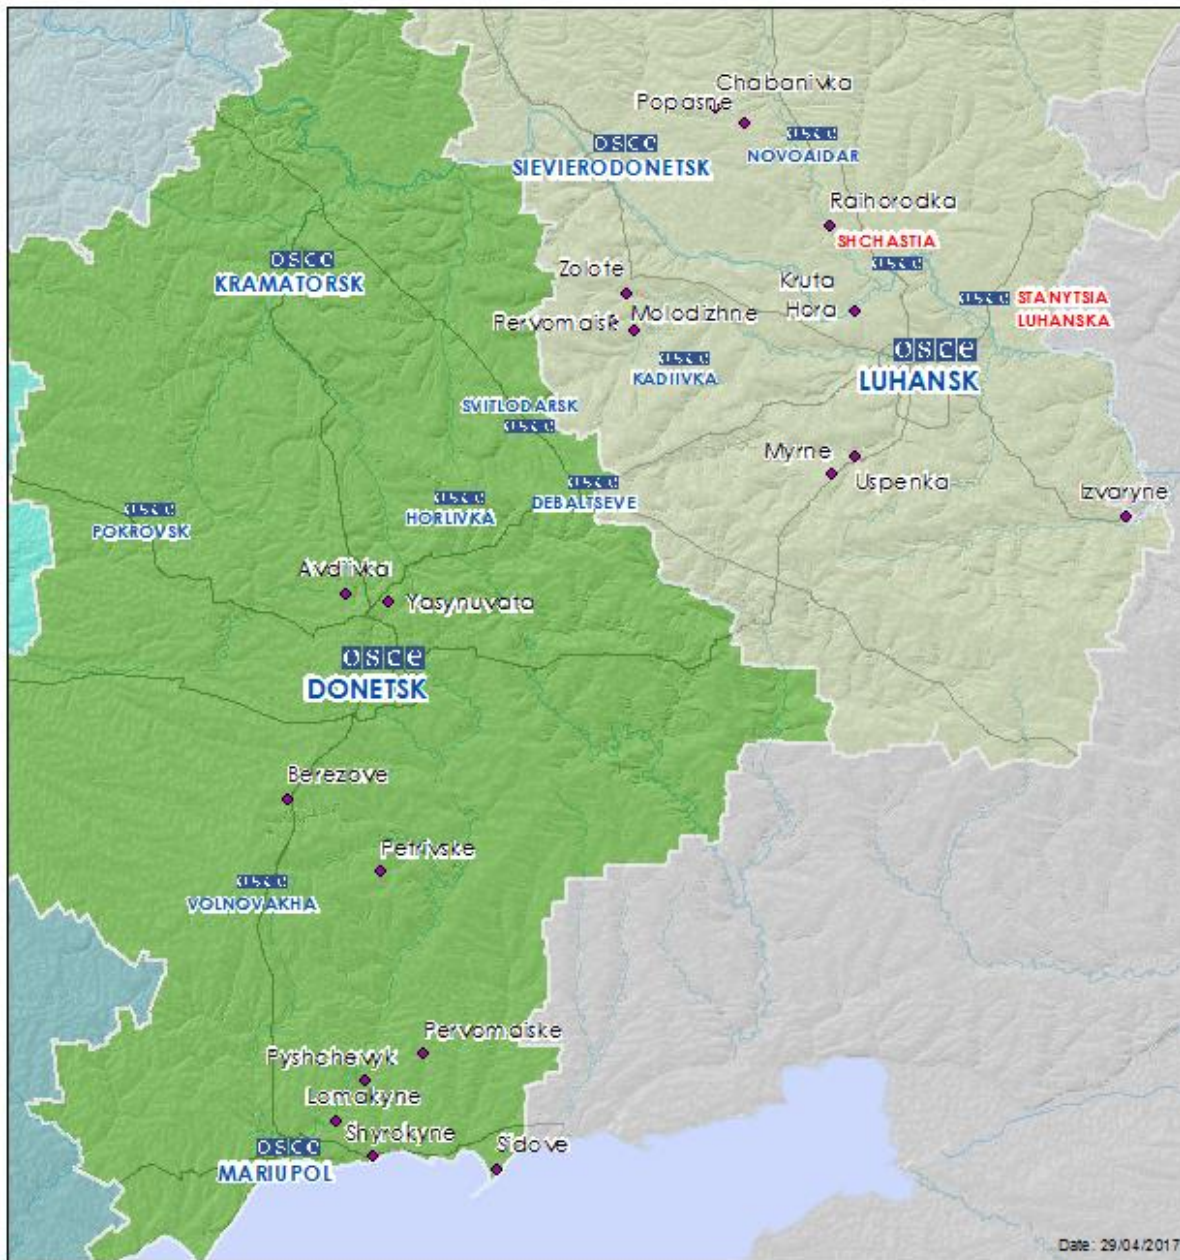 Chabanivka
Popasne
OSCE
NOVOAIDAR
OSCE
SIEVIERODONETSK
Raihorodka
SHCHASTIA
OSCE
OSCE
KRAMATORSK
Zolote
Kruta
Hora
OSCE
STANYTSIA
LUHANSKA
Pervomaisk
Molodizhne
OSCE
KADIIVKA
osce
LUHANSK
SVITLODARSK
OSCE
Myrne
Uspenka
OSCE
DEBALTSEVE
OSCE
HORLIVKA
OSCE
POKROVSK
Izvaryne
Avdiivka
Yasynuvata
osce
DONETSK
Berezove
Petrivske
OSCE
VOLNOVAKHA
Pervomaiske
Pyshchevyk
Lomakyne
Shyrokyne
Sidove
OSCE
MARIUPOL
Date: 29/04/2017